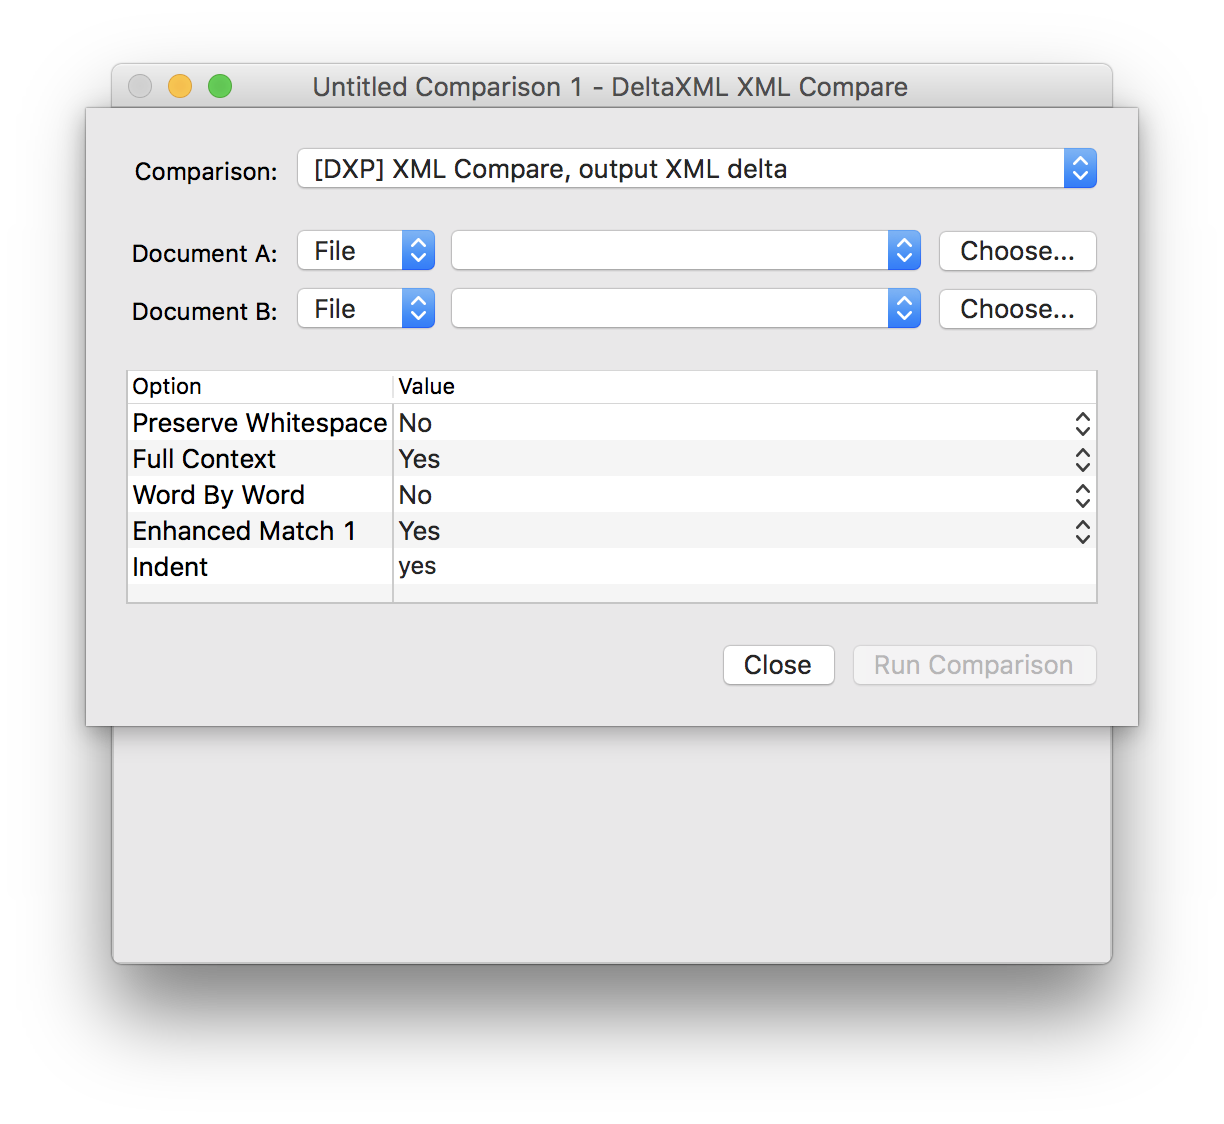 Untitled Comparison 1 - DeltaXML XML Compare
Comparison: [DXP] XML Compare, output XML delta
Document A: File Choose...
Document B: File Choose...
Option Value
Preserve Whitespace No
Full Context Yes
Word By Word No
Enhanced Match 1 Yes
Indent yes
Close Run Comparison